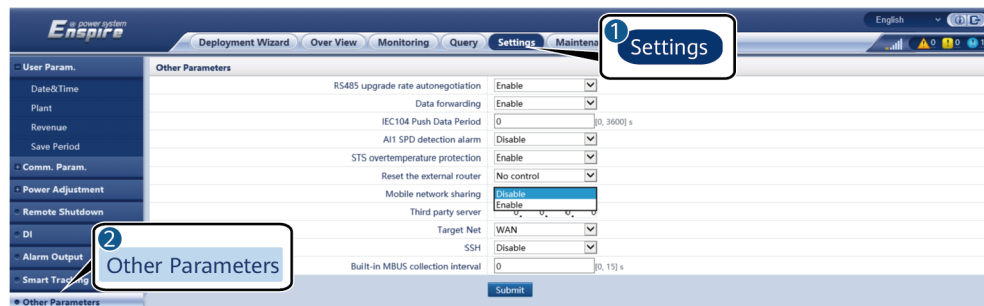 power system
Enspire
English
Deployment Wizard Over View Monitoring Query Settings
0 0
1
Settings
User Param.
Date&Time
Plant
Revenue
Save Period
Comm. Param.
Power Adjustment
Remote Shutdown
DI
Alarm Output
Other Parameters
Other Parameters
RS485 upgrade rate autonegotiation Enable
Data forwarding Enable
IEC104 Push Data Period 0 [0, 3600] s
AI1 SPD detection alarm Disable
STS overtemperature protection Enable
Reset the external router No control
Mobile network sharing Disable
Enable
Third party server
Target Net WAN
SSH Disable
Built-in MBUS collection interval 0 [0, 15] s
Submit
2
Other Parameters